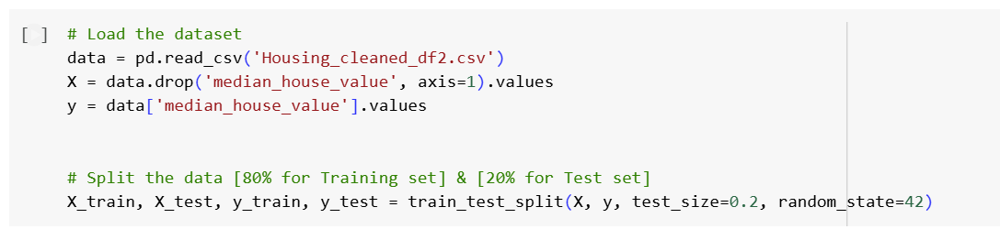 [ ] # Load the dataset
data = pd.read_csv('Housing_cleaned_df2.csv')
X = data.drop('median_house_value', axis=1).values
y = data['median_house_value'].values
# Split the data [80% for Training set] & [20% for Test set]
X_train, X_test, y_train, y_test = train_test_split(X, y, test_size=0.2, random_state=42)